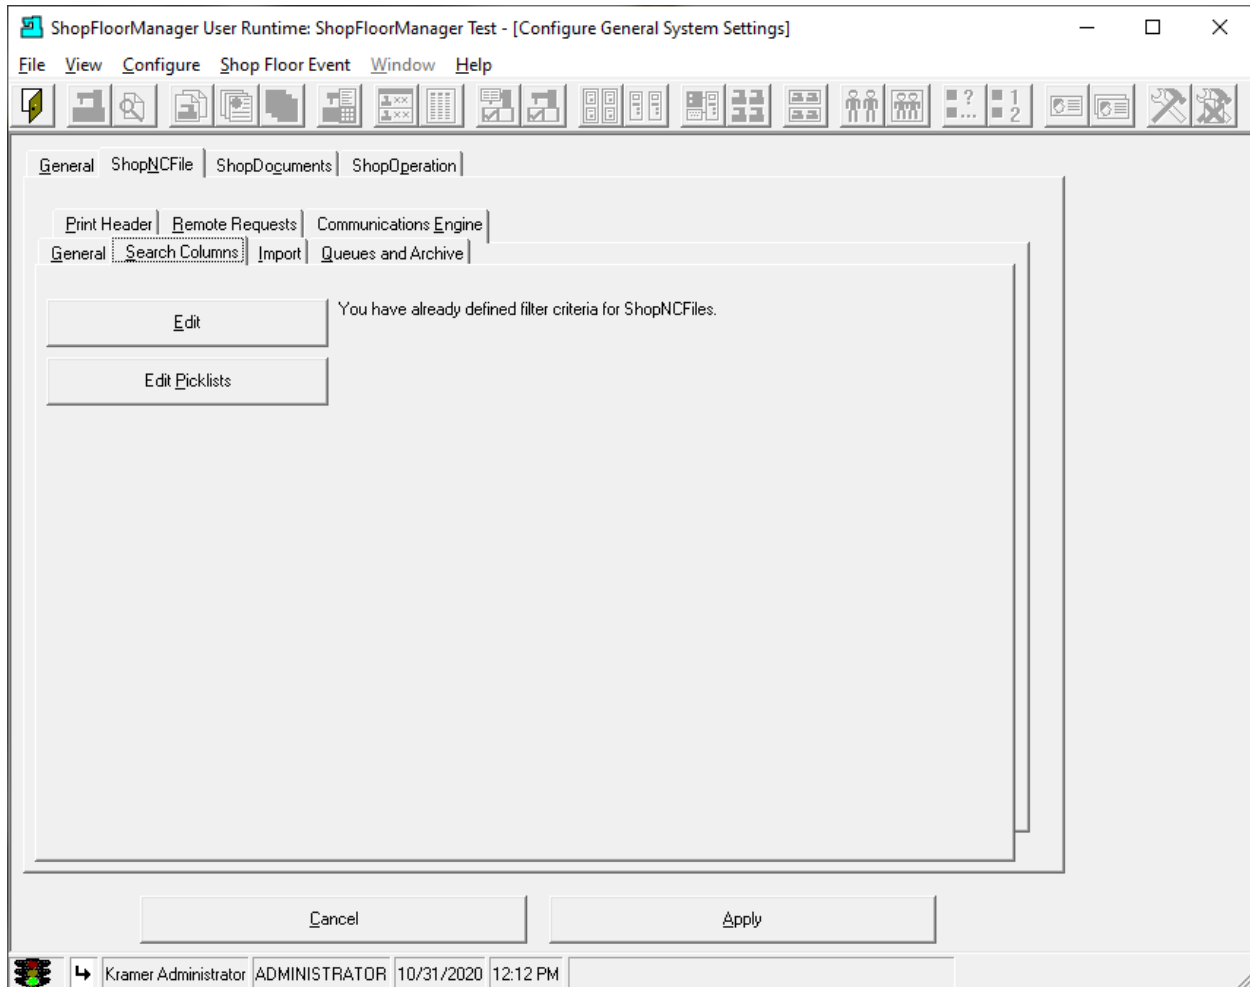 ShopFloorManager User Runtime: ShopFloorManager Test - [Configure General System Settings]
File View Configure Shop Floor Event Window Help
General ShopNCFile ShopDocuments ShopOperation
Print Header Remote Requests Communications Engine
General Search Columns Import Queues and Archive
Edit You have already defined filter criteria for ShopNCFiles.
Edit Picklists
Cancel Apply
Kramer Administrator ADMINISTRATOR 10/31/2020 12:12 PM